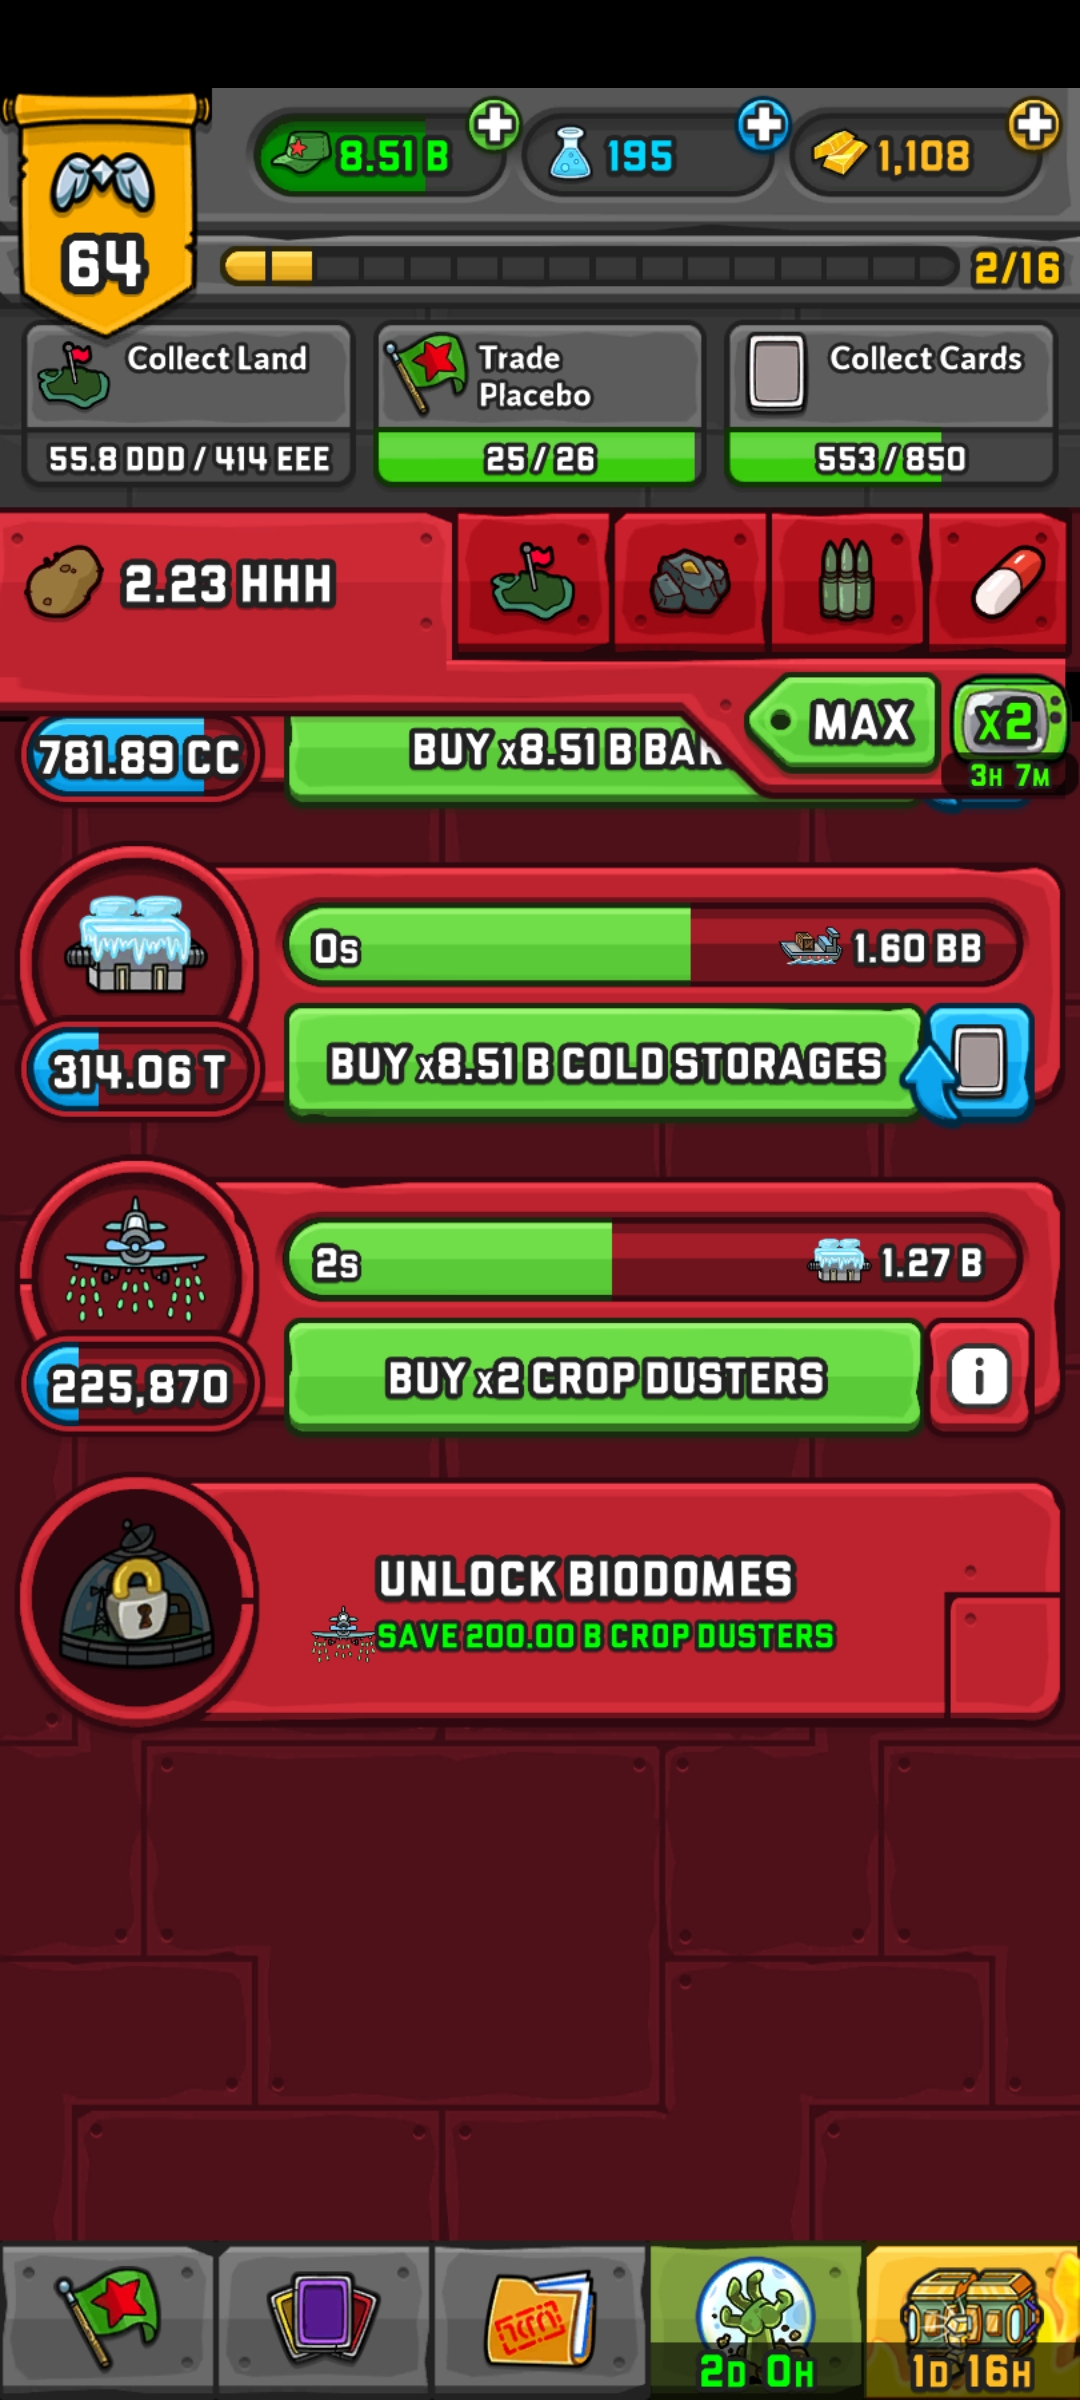 8.51 B
195
1,108
64
2/16
Collect Land
55.8 DDD / 414 EEE
Trade
Placebo
25 / 26
Collect Cards
553 / 850
2.23 HHH
MAX
x2
3H 7M
781.89 CC
BUY x8.51 B BAR
0s
1.60 BB
314.06 T
BUY x8.51 B COLD STORAGES
2s
1.27 B
225,870
BUY x2 CROP DUSTERS
i
UNLOCK BIODOMES
SAVE 200.00 B CROP DUSTERS
2D 0H
1D 16H